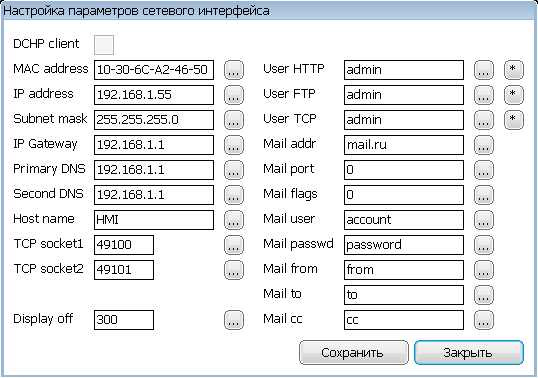 Настройка параметров сетевого интерфейса
DCHP client
MAC address 10-30-6C-A2-46-50 ... User HTTP admin ... *
IP address 192.168.1.55 ... User FTP admin ... *
Subnet mask 255.255.255.0 ... User TCP admin ... *
IP Gateway 192.168.1.1 ... Mail addr mail.ru ...
Primary DNS 192.168.1.1 ... Mail port 0 ...
Second DNS 192.168.1.1 ... Mail flags 0 ...
Host name HMI ... Mail user account ...
TCP socket1 49100 ... Mail passwd password ...
TCP socket2 49101 ... Mail from from ...
Mail to to ...
Display off 300 ... Mail cc cc ...
Сохранить Закрыть